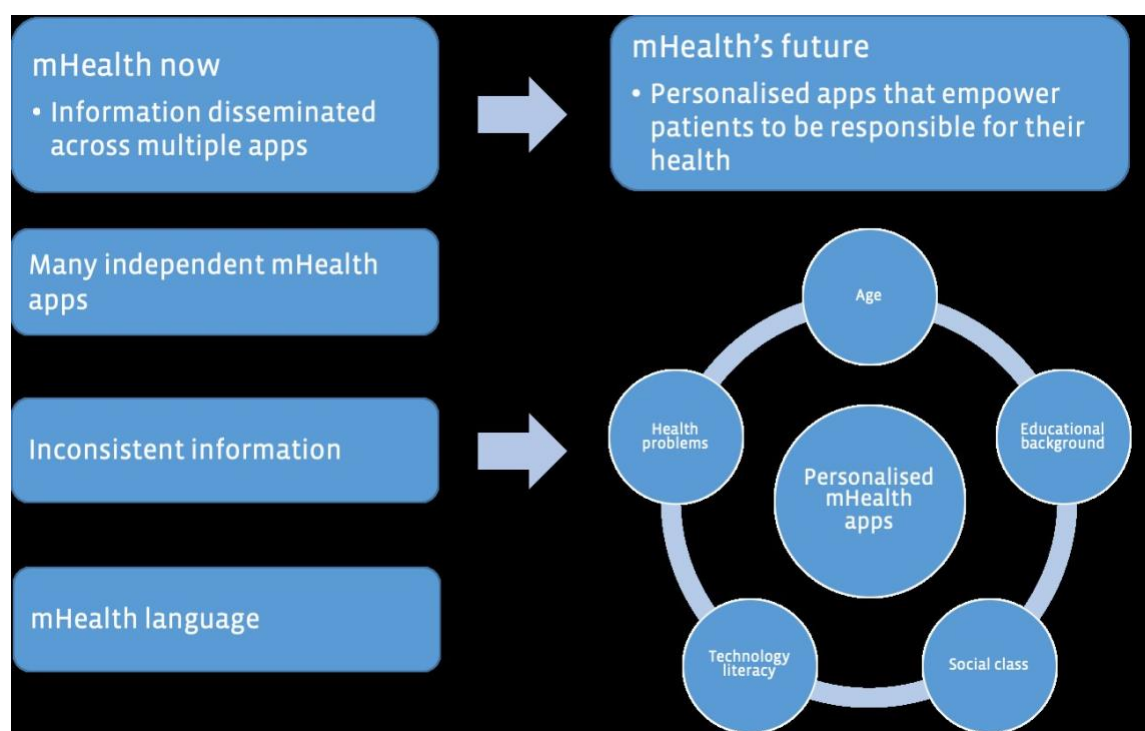 mHealth now
• Information disseminated
across multiple apps
mHealth's future
• Personalised apps that empower
patients to be responsible for their
health
Many independent mHealth
apps
Inconsistent information
mHealth language
Age
Educational
background
Social class
Technology
literacy
Health
problems
Personalised
mHealth
apps